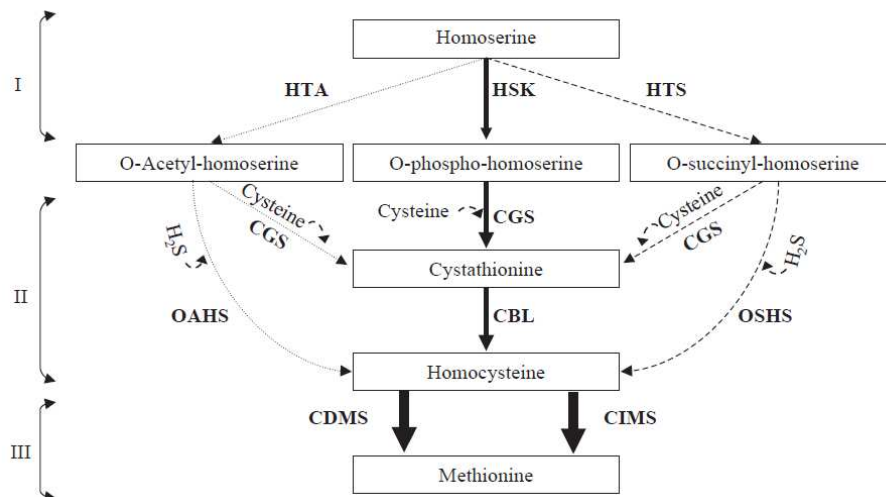 Homoserine
I
HTA
HSK
HTS
O-Acetyl-homoserine
O-phospho-homoserine
O-succinyl-homoserine
Cysteine
CGS
H₂S
Cysteine
CGS
Cysteine
CGS
H₂S
Cystathionine
II
OAHS
CBL
OSHS
Homocysteine
CDMS
CIMS
III
Methionine